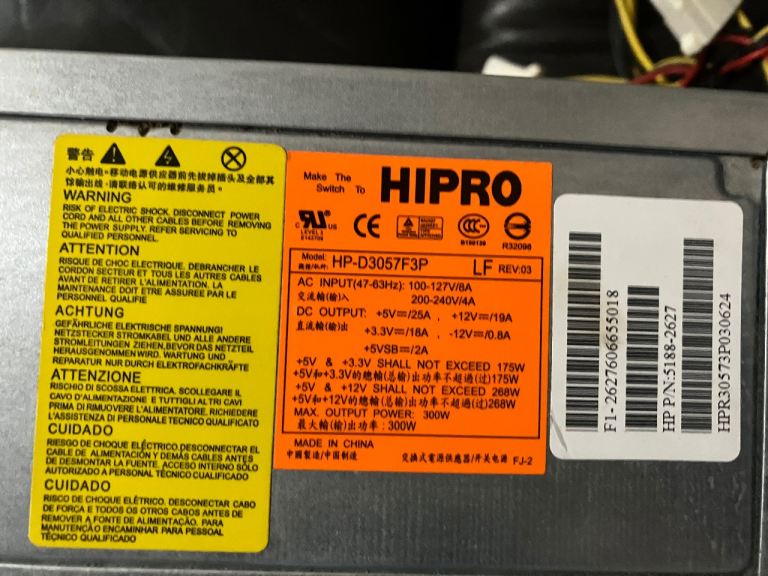 警告
小心触电·移动电源供应器前先拔掉插头及全部其
馀输出线·请联络认可的维修服务员。
WARNING
RISK OF ELECTRIC SHOCK. DISCONNECT POWER
CORD AND ALL OTHER CABLES BEFORE REMOVING
THE POWER SUPPLY. REFER SERVICING TO
QUALIFIED PERSONNEL.
ATTENTION
RISQUE DE CHOC ELECTRIQUE, DEBRANCHER LE
CORDON SECTEUR ET TOUS LES AUTRES CABLES
AVANT DE RETIRER L'ALIMENTATION. LA
MAINTENANCE DOIT ETRE ASSUREE PAR LE
PERSONNEL QUALIFIE
ACHTUNG
GEFÄHRLICHE ELEKTRISCHE SPANNUNG!
NETZSTECKER STROMKABEL UND ALLE ANDERE
STROMLEITUNGEN ZIEHEN,BEVOR DAS NETZTEIL
HERAUSGENOMMEN WIRD. WARTUNG UND
REPARATUR NUR DURCH ELEKTROFACHKRÄFTE
ATTENZIONE
RISCHIO DI SCOSSA ELETTRICA, SCOLLEGARE IL
CAVO D'ALIMENTAZIONE E TUTTIGLI ALTRI CAVI
PRIMA DI RIMUOVERE L'ALIMENTATORE, RICHIEDERE
L'ASSISTENZA DI PERSONALE TECNICO QUALIFICATO
CUIDADO
RIESGO DE CHOQUE ELÉCTRICO.DESCONNECTAR EL
CABLE DE ALIMENTACIÓN Y DEMÁS CABLES ANTES
DE DESMONTAR LA FUENTE. ACCESO INTERNO SÓLO
AUTORIZADO A PERSONAL TÉCNICO CUALIFICADO
CUIDADO
RISCO DE CHOQUE ELÉTRICO. DESCONECTAR CABO
DE FORÇA E TODOS OS OTROS CABOS ANTES DE
REMOVER A FONTE DE ALIMENTAÇÃO. PARA
MANUTENÇÃO ENCAMINHAR PARA PESSOAL
TÉCNICO QUALIFICADO
Make The
Switch To
HIPRO
C US
LEVEL 3
CE
CCC
R32096
Model: HP-D3057F3P LF REV:03
AC INPUT(47-63Hz): 100-127V/8A
交流輸(输)入 200-240V/4A
DC OUTPUT: +5V⎓/25A , +12V⎓/19A
直流輸(输)出 +3.3V⎓/18A , -12V⎓/0.8A
+5VSB⎓/2A
+5V & +3.3V SHALL NOT EXCEED 175W
+5V和+3.3V的總輸(总输)出功率不超過(过)175W
+5V & +12V SHALL NOT EXCEED 268W
+5V和+12V的總輸(总输)出功率不超過(过)268W
MAX. OUTPUT POWER: 300W
最大輸(输)出功率: 300W
MADE IN CHINA
中國製造/中国制造 交換式電源供應器/开关电源 FJ-2
F1-2627606655018
HP P/N:5188-2627
HPR30573P030624